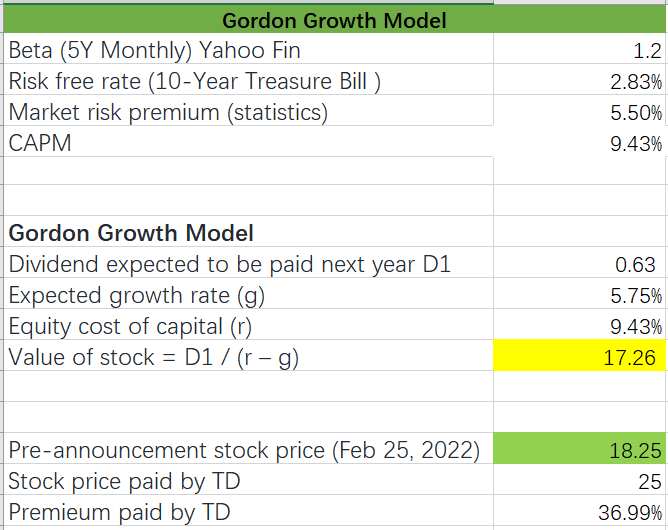 Gordon Growth Model
Beta (5Y Monthly) Yahoo Fin 1.2
Risk free rate (10-Year Treasure Bill ) 2.83%
Market risk premium (statistics) 5.50%
CAPM 9.43%
Gordon Growth Model
Dividend expected to be paid next year D1 0.63
Expected growth rate (g) 5.75%
Equity cost of capital (r) 9.43%
Value of stock = D1 / (r – g) 17.26
Pre-announcement stock price (Feb 25, 2022) 18.25
Stock price paid by TD 25
Premieum paid by TD 36.99%